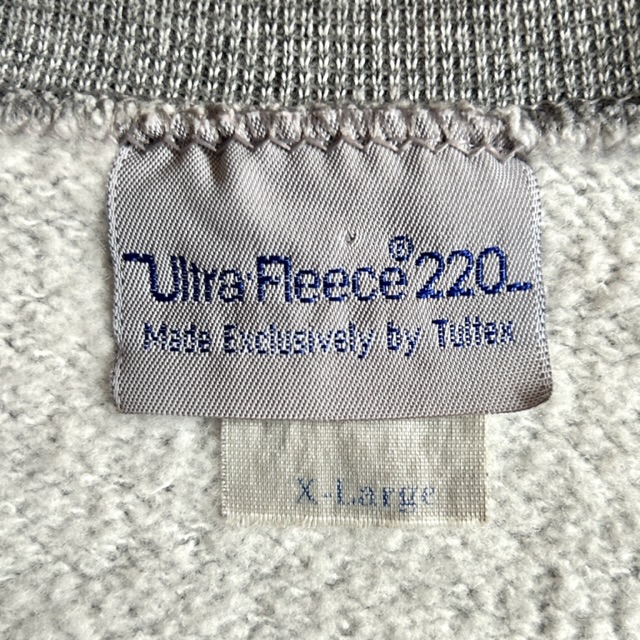 Ultra·Fleece® 220
Made Exclusively by Tultex
X-Large